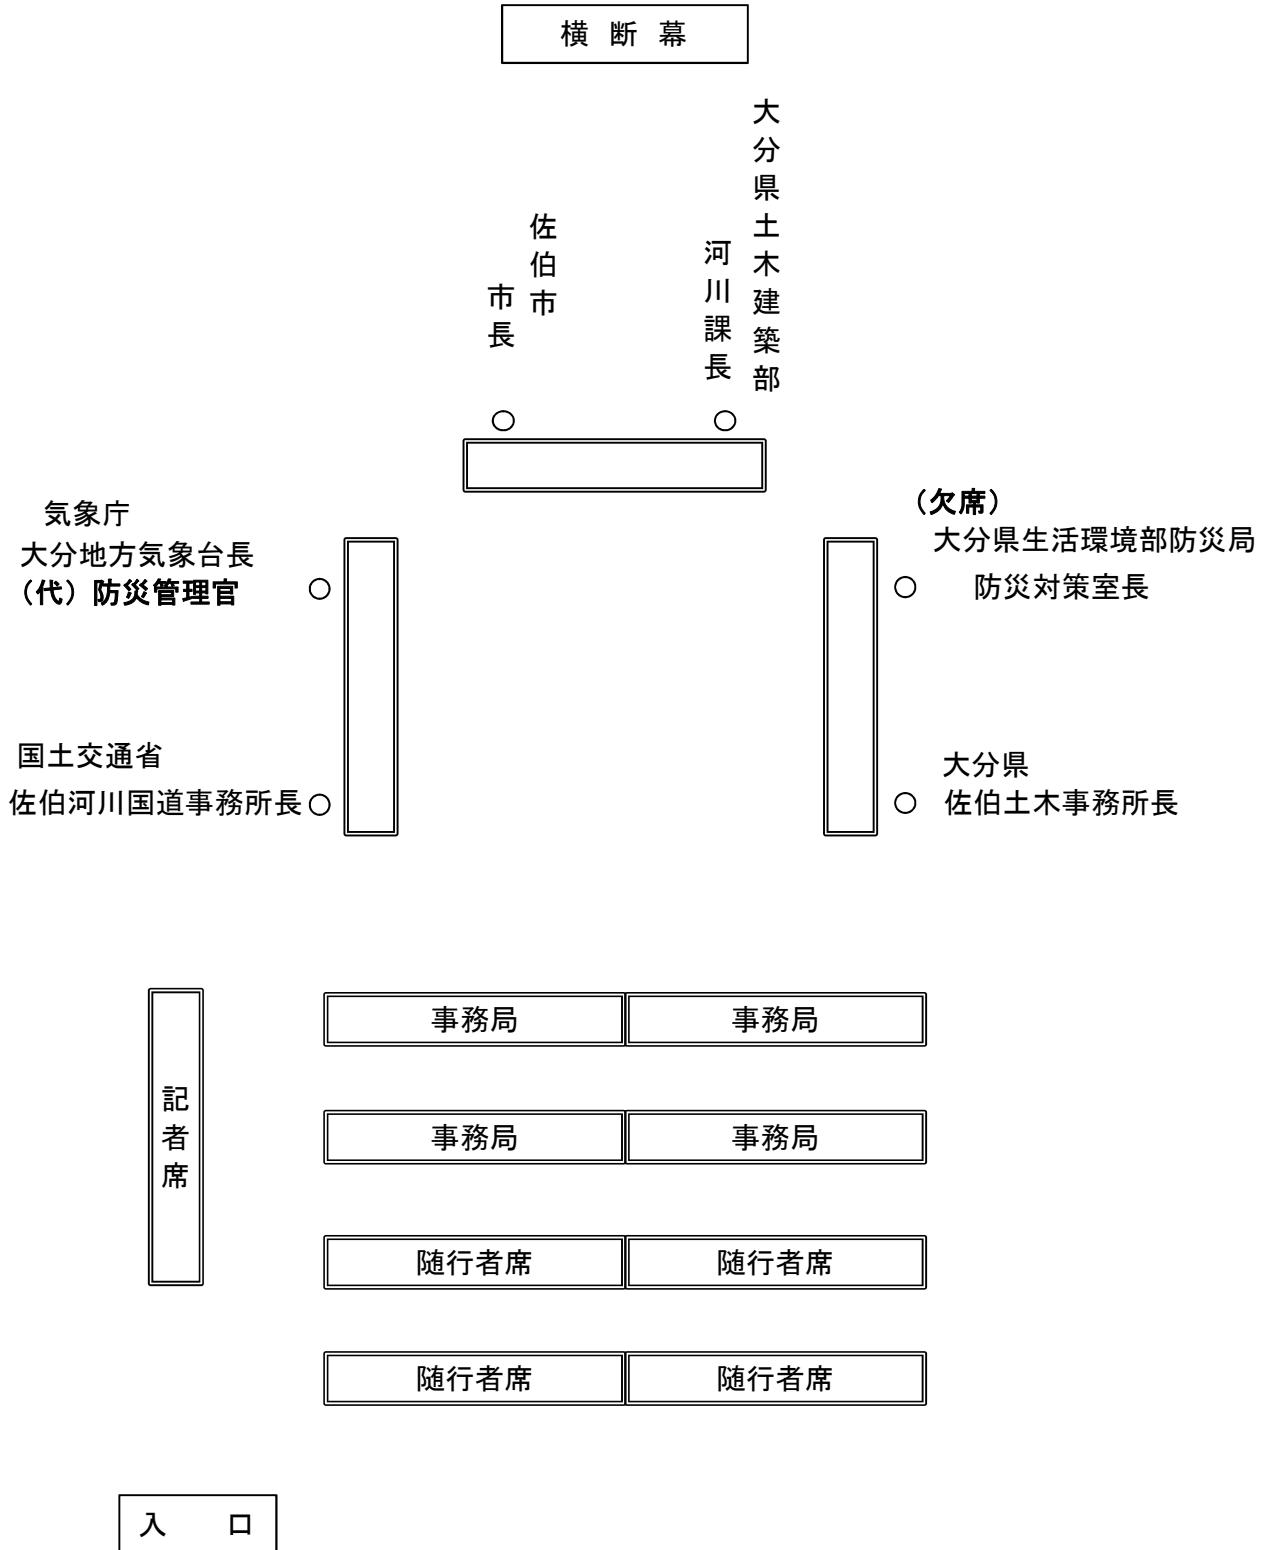 横断幕
大分県土木建築部
河川課長
佐伯市
市長
気象庁
大分地方気象台長
（代）防災管理官
（欠席）
大分県生活環境部防災局
防災対策室長
国土交通省
佐伯河川国道事務所長
大分県
佐伯土木事務所長
記者席
事務局 事務局
事務局 事務局
随行者席 随行者席
随行者席 随行者席
入 口